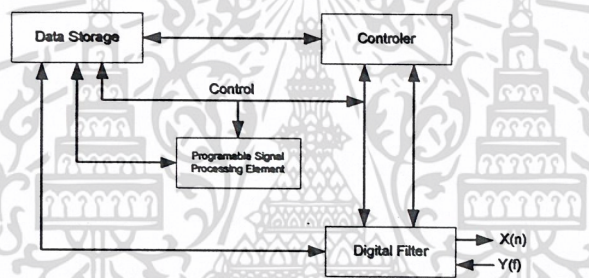 Data Storage
Controler
Control
Programable Signal
Processing Element
Digital Filter
X(n)
Y(f)